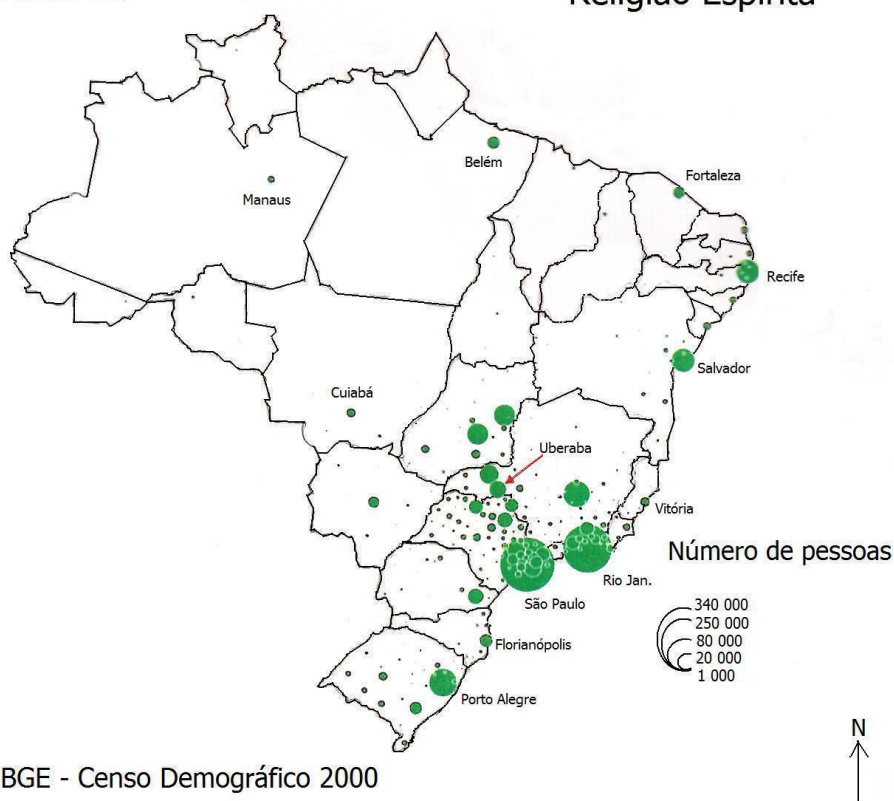 Religião Espírita
Belém
Manaus
Fortaleza
Recife
Salvador
Cuiabá
Uberaba
Vitória
Número de pessoas
Rio Jan.
São Paulo
340 000
250 000
80 000
20 000
1 000
Florianópolis
Porto Alegre
N
BGE - Censo Demográfico 2000